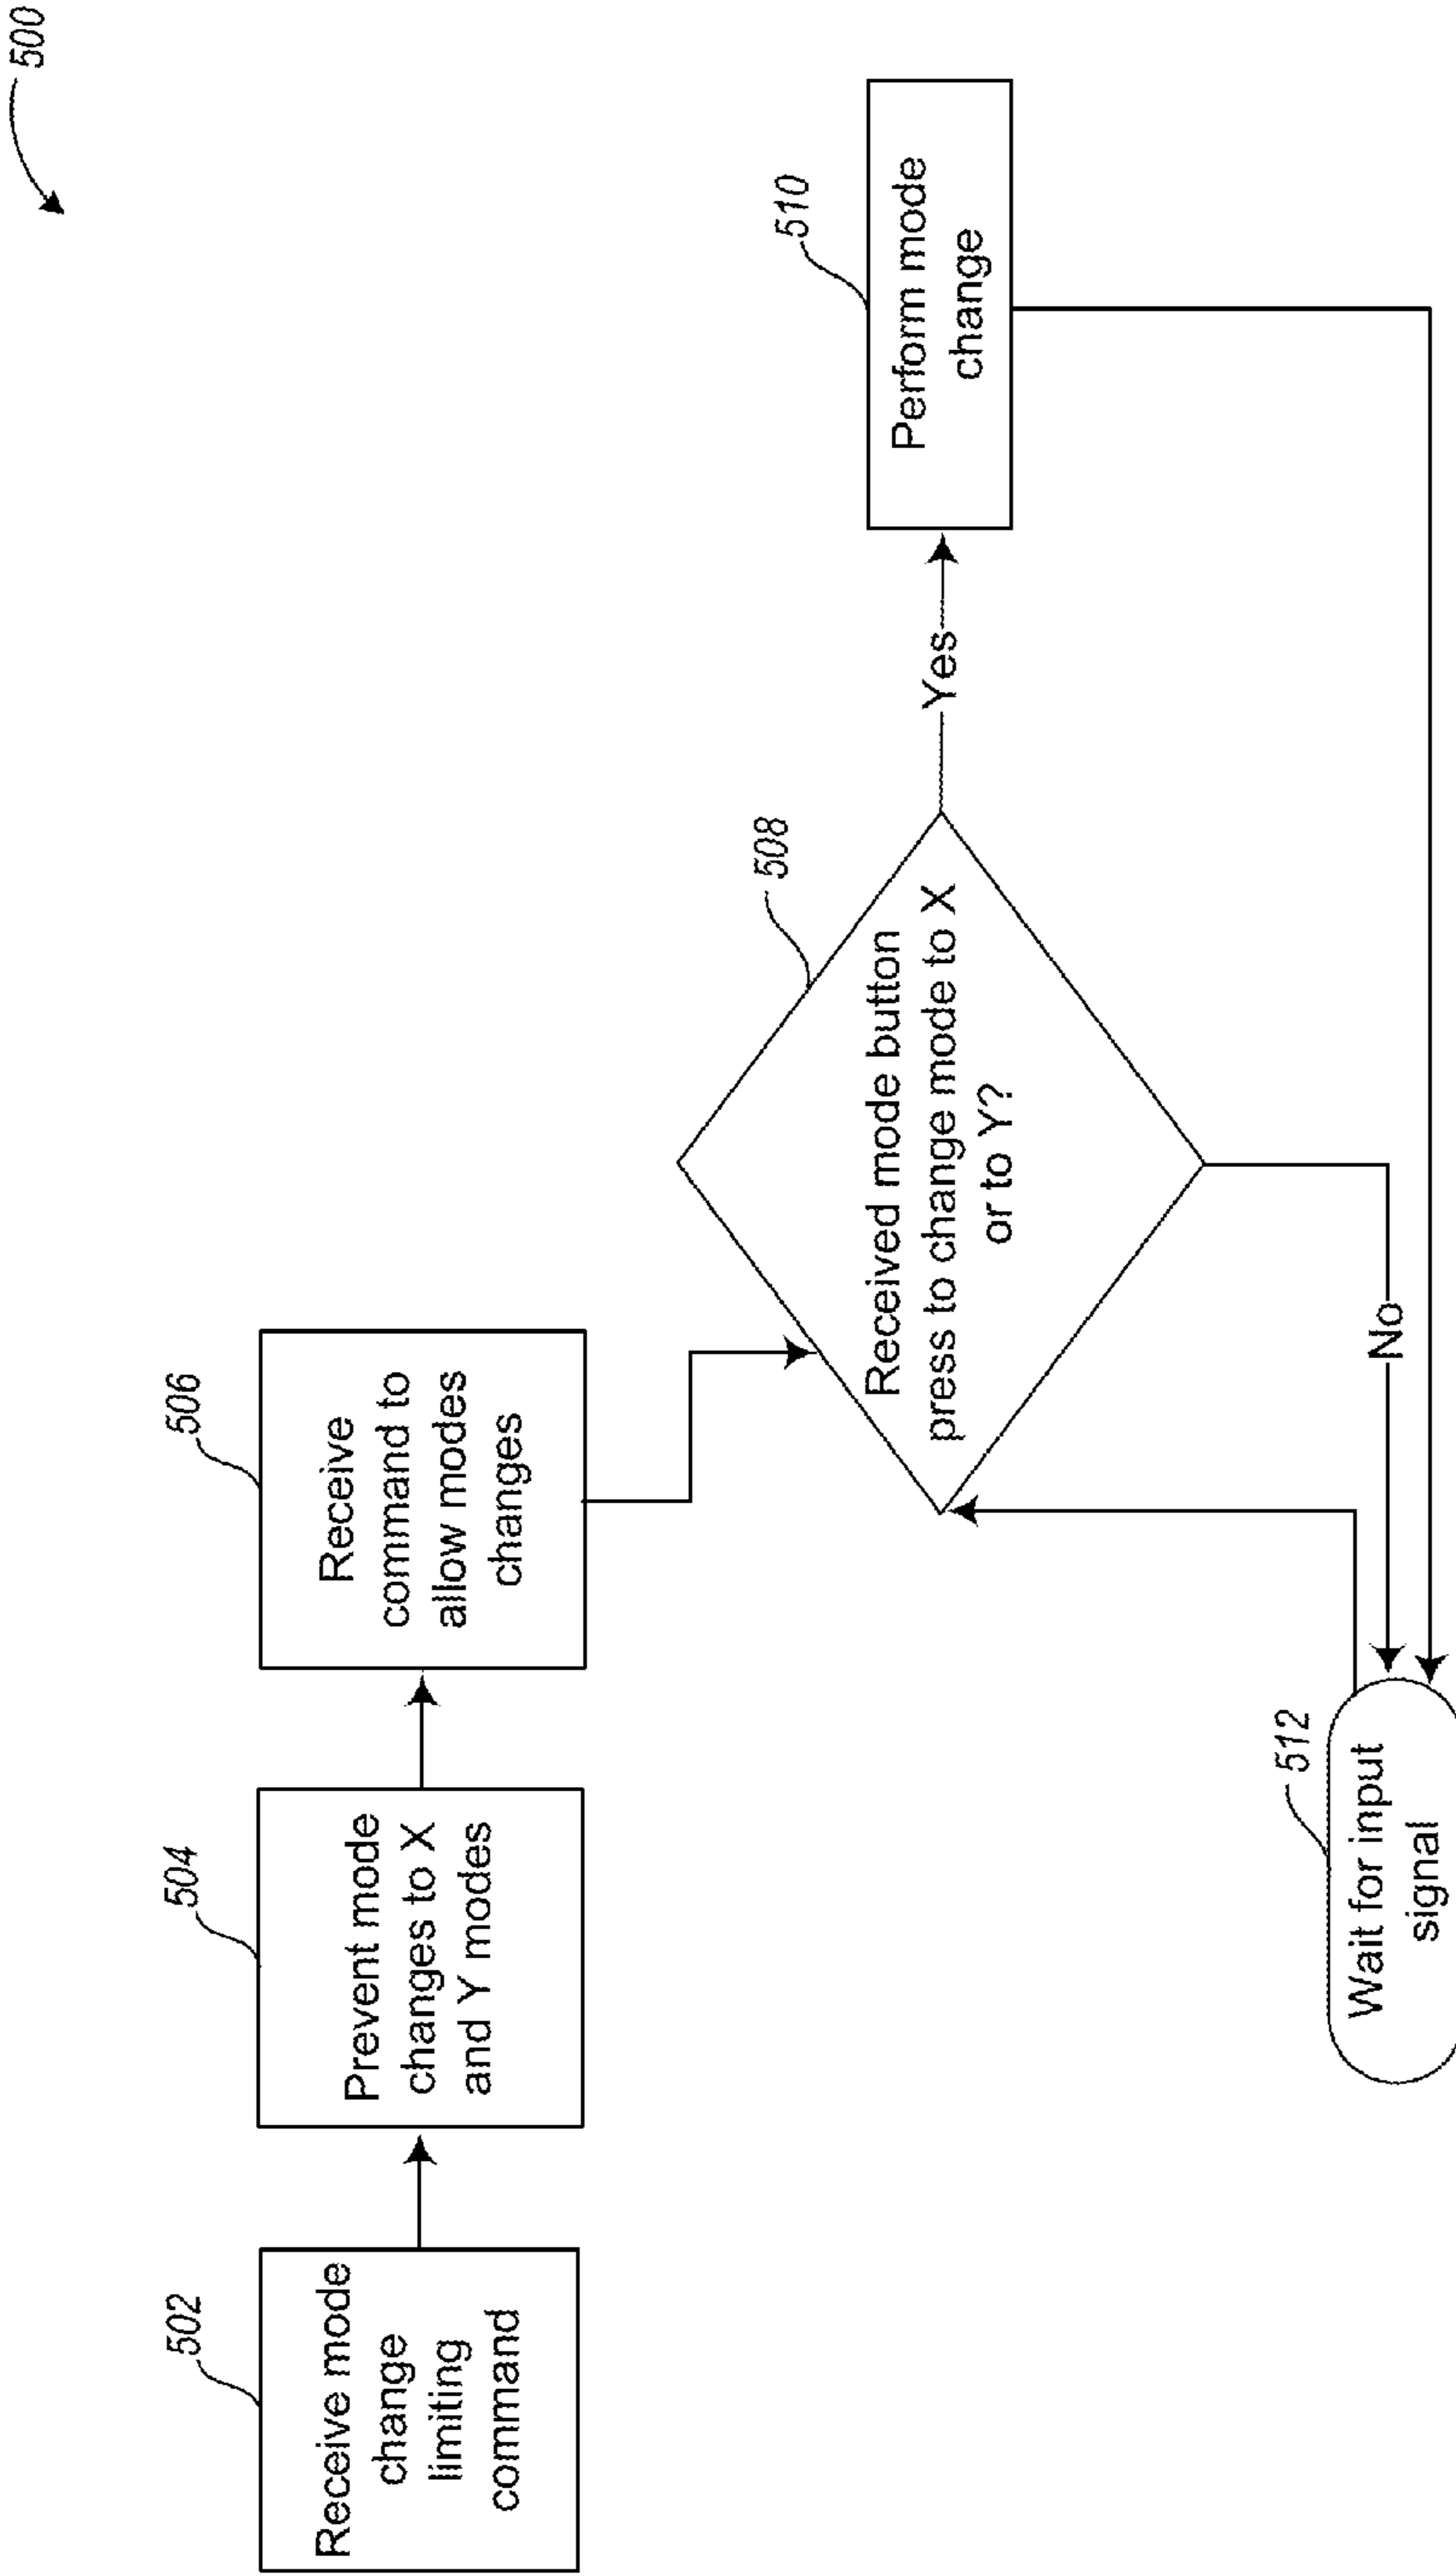 500
502
Receive mode
change
limiting
command
504
Prevent mode
changes to X
and Y modes
506
Receive
command to
allow modes
changes
508
Received mode button
press to change mode to X
or to Y?
Yes
510
Perform mode
change
No
512
Wait for input
signal